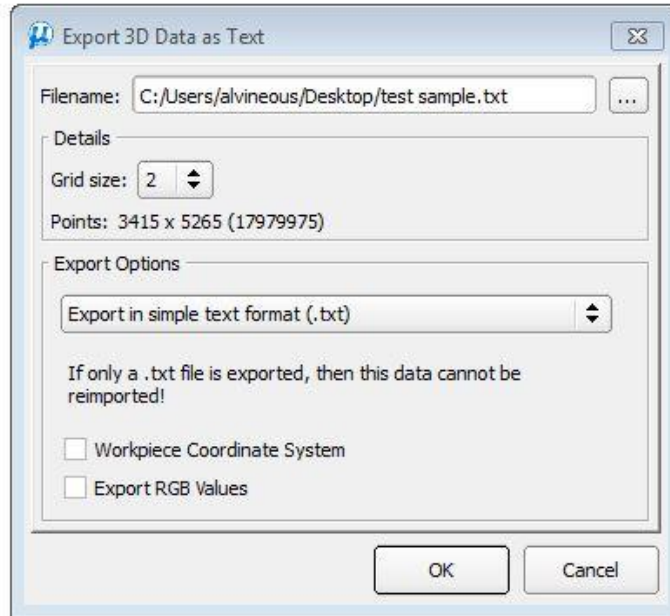 Export 3D Data as Text
Filename: C:/Users/alvineous/Desktop/test sample.txt ...
Details
Grid size: 2
Points: 3415 x 5265 (17979975)
Export Options
Export in simple text format (.txt)
If only a .txt file is exported, then this data cannot be
reimported!
Workpiece Coordinate System
Export RGB Values
OK Cancel